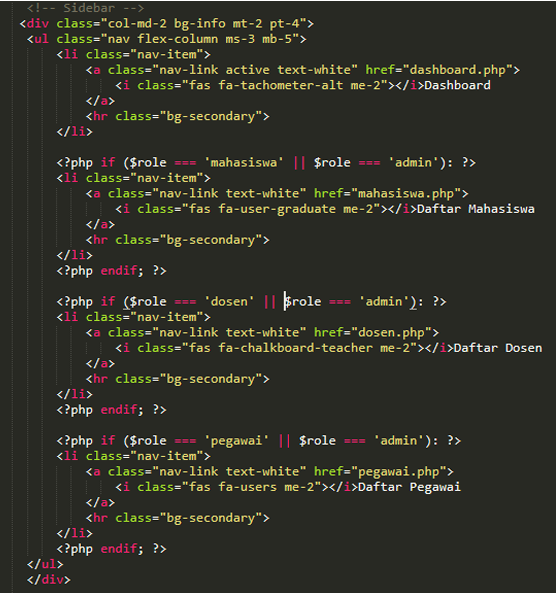 <!-- Sidebar -->
<div class="col-md-2 bg-info mt-2 pt-4">
<ul class="nav flex-column ms-3 mb-5">
<li class="nav-item">
<a class="nav-link active text-white" href="dashboard.php">
<i class="fas fa-tachometer-alt me-2"></i>Dashboard
</a>
<hr class="bg-secondary">
</li>
<?php if ($role === 'mahasiswa' || $role === 'admin'): ?>
<li class="nav-item">
<a class="nav-link text-white" href="mahasiswa.php">
<i class="fas fa-user-graduate me-2"></i>Daftar Mahasiswa
</a>
<hr class="bg-secondary">
</li>
<?php endif; ?>
<?php if ($role === 'dosen' || $role === 'admin'): ?>
<li class="nav-item">
<a class="nav-link text-white" href="dosen.php">
<i class="fas fa-chalkboard-teacher me-2"></i>Daftar Dosen
</a>
<hr class="bg-secondary">
</li>
<?php endif; ?>
<?php if ($role === 'pegawai' || $role === 'admin'): ?>
<li class="nav-item">
<a class="nav-link text-white" href="pegawai.php">
<i class="fas fa-users me-2"></i>Daftar Pegawai
</a>
<hr class="bg-secondary">
</li>
<?php endif; ?>
</ul>
</div>